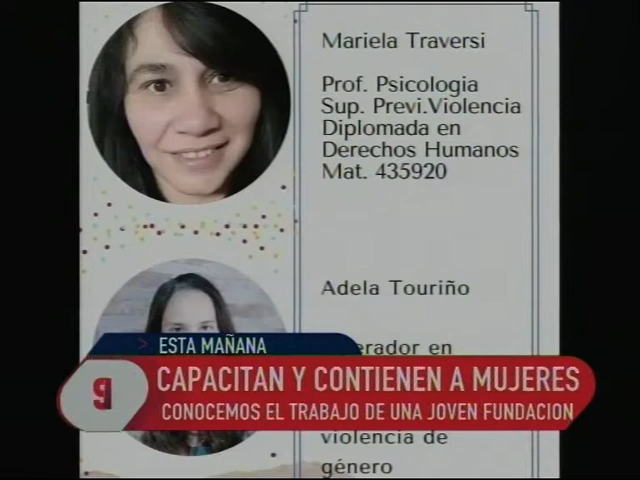 Mariela Traversi
Prof. Psicologia
Sup. Previ.Violencia
Diplomada en
Derechos Humanos
Mat. 435920
Adela Touriño
en
> ESTA MAÑANA
9
CAPACITAN Y CONTIENEN A MUJERES
CONOCEMOS EL TRABAJO DE UNA JOVEN FUNDACION
violencia de
género